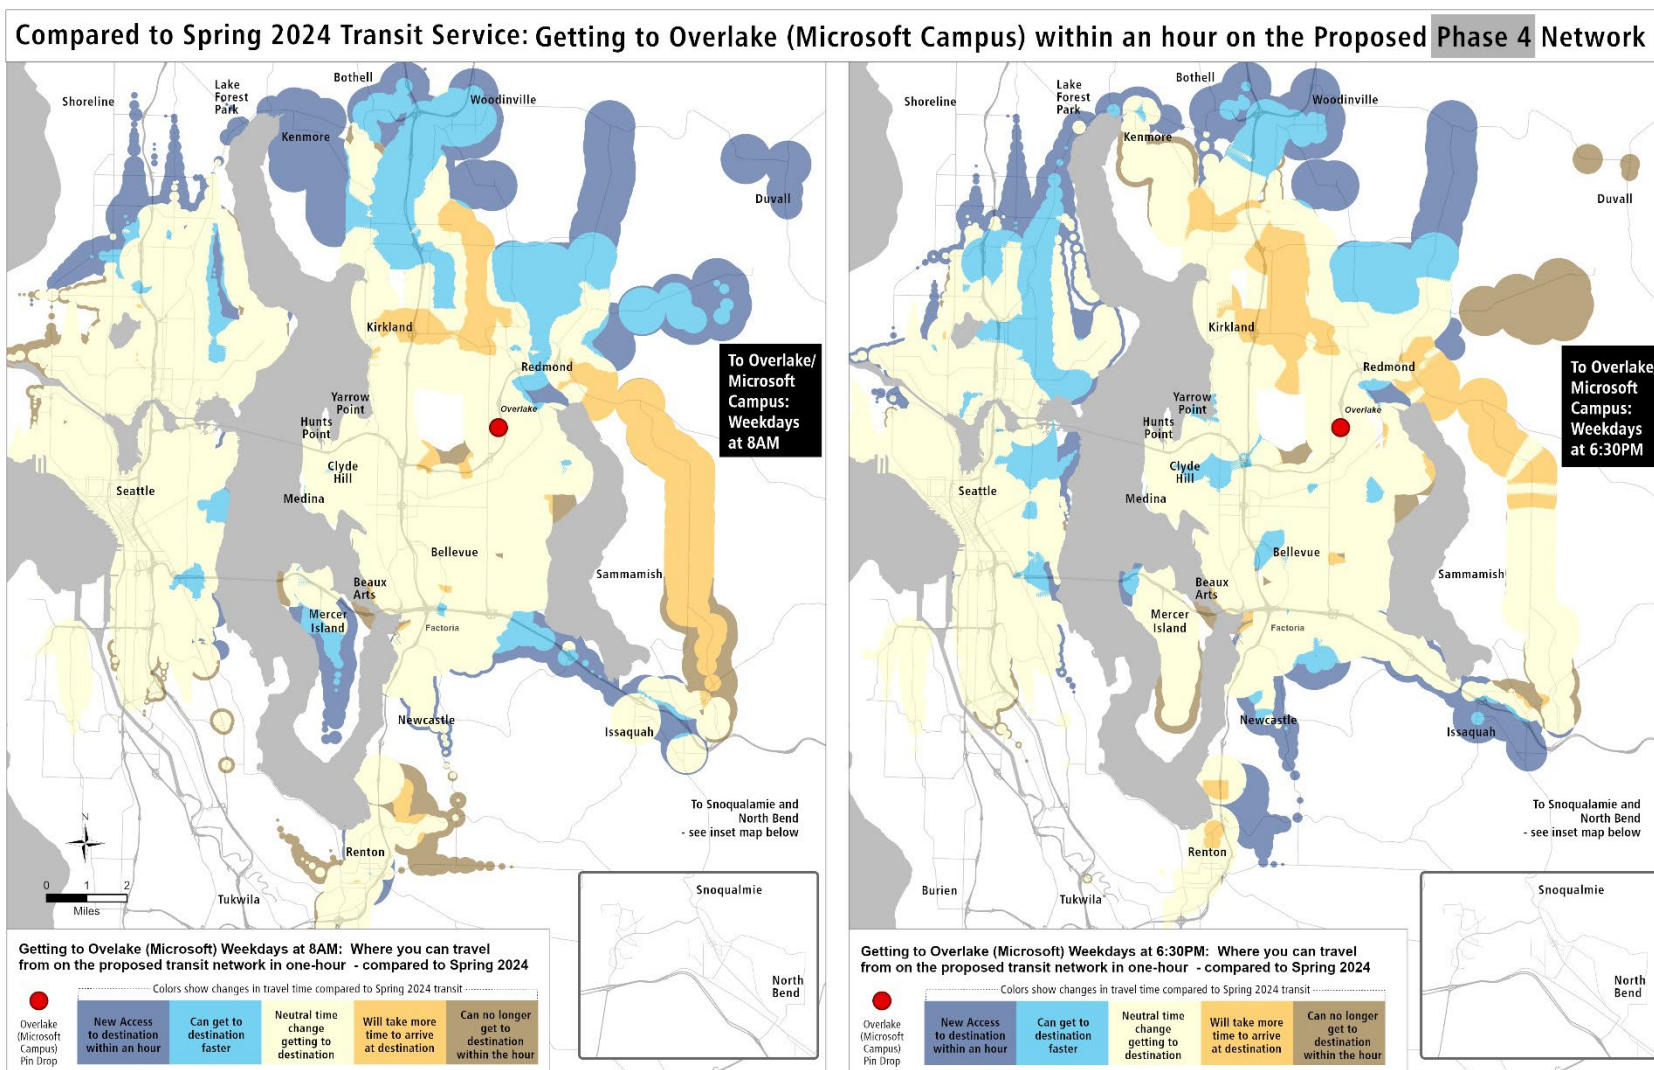 Compared to Spring 2024 Transit Service: Getting to Overlake (Microsoft Campus) within an hour on the Proposed Phase 4 Network
Shoreline
Lake
Forest
Park
Bothell
Woodinville
Kenmore
Duvall
Kirkland
Redmond
To Overlake/
Microsoft
Campus:
Weekdays
at 8AM
Yarrow
Point
Overlake
Hunts
Point
Clyde
Hill
Seattle
Medina
Bellevue
Beaux
Arts
Sammamish
Mercer
Island
Factoria
Newcastle
Issaquah
To Snoqualamie and
North Bend
- see inset map below
N
Renton
0 1 2
Miles
Tukwila
Snoqualmie
North
Bend
Getting to Ovelake (Microsoft) Weekdays at 8AM: Where you can travel
from on the proposed transit network in one-hour - compared to Spring 2024
Colors show changes in travel time compared to Spring 2024 transit
Overlake
(Microsoft
Campus)
Pin Drop
New Access
to destination
within an hour
Can get to
destination
faster
Neutral time
change
getting to
destination
Will take more
time to arrive
at destination
Can no longer
get to
destination
within the hour
Shoreline
Lake
Forest
Park
Bothell
Woodinville
Kenmore
Duvall
Kirkland
Redmond
To Overlake
Microsoft
Campus:
Weekdays
at 6:30PM
Yarrow
Point
Overlake
Hunts
Point
Clyde
Hill
Seattle
Medina
Bellevue
Beaux
Arts
Sammamish
Mercer
Island
Factoria
Newcastle
Issaquah
To Snoqualamie and
North Bend
- see inset map below
Renton
Burien
Tukwila
Snoqualmie
North
Bend
Getting to Ovelake (Microsoft) Weekdays at 6:30PM: Where you can travel
from on the proposed transit network in one-hour - compared to Spring 2024
Colors show changes in travel time compared to Spring 2024 transit
Overlake
(Microsoft
Campus)
Pin Drop
New Access
to destination
within an hour
Can get to
destination
faster
Neutral time
change
getting to
destination
Will take more
time to arrive
at destination
Can no longer
get to
destination
within the hour